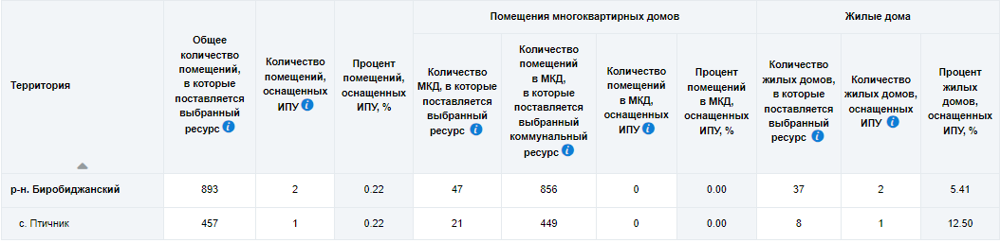 Территория
Общее
количество
помещений,
в которые
поставляется
выбранный
ресурс
Количество
помещений,
оснащенных
ИПУ
Процент
помещений,
оснащенных
ИПУ, %
Помещения многоквартирных домов
Количество
МКД, в которые
поставляется
выбранный
ресурс
Количество
помещений
в МКД,
в которые
поставляется
выбранный
коммунальный
ресурс
Количество
помещений
в МКД,
оснащенных
ИПУ
Процент
помещений
в МКД,
оснащенных
ИПУ, %
Жилые дома
Количество
жилых домов,
в которые
поставляется
выбранный
ресурс
Количество
жилых домов,
оснащенных
ИПУ
Процент
жилых
домов,
оснащенных
ИПУ, %
р-н. Биробиджанский 893 2 0.22 47 856 0 0.00 37 2 5.41
с. Птичник 457 1 0.22 21 449 0 0.00 8 1 12.50